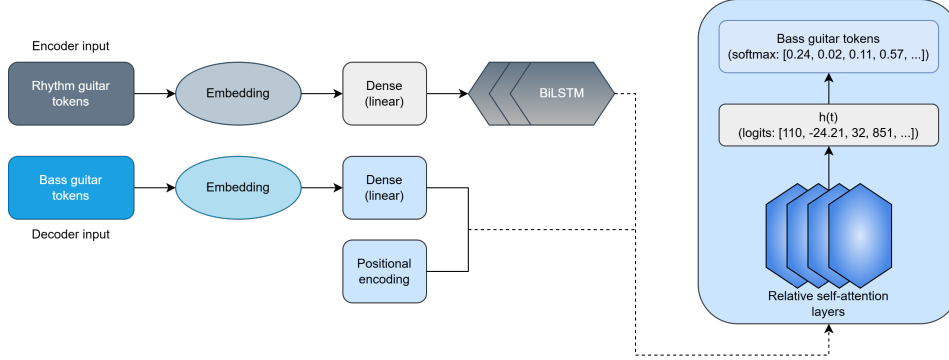 Encoder input
Rhythm guitar
tokens
Embedding
Dense
(linear)
BiLSTM
Bass guitar
tokens
Embedding
Dense
(linear)
Decoder input
Positional
encoding
Bass guitar tokens
(softmax: [0.24, 0.02, 0.11, 0.57, ...])
h(t)
(logits: [110, -24.21, 32, 851, ...])
Relative self-attention
layers